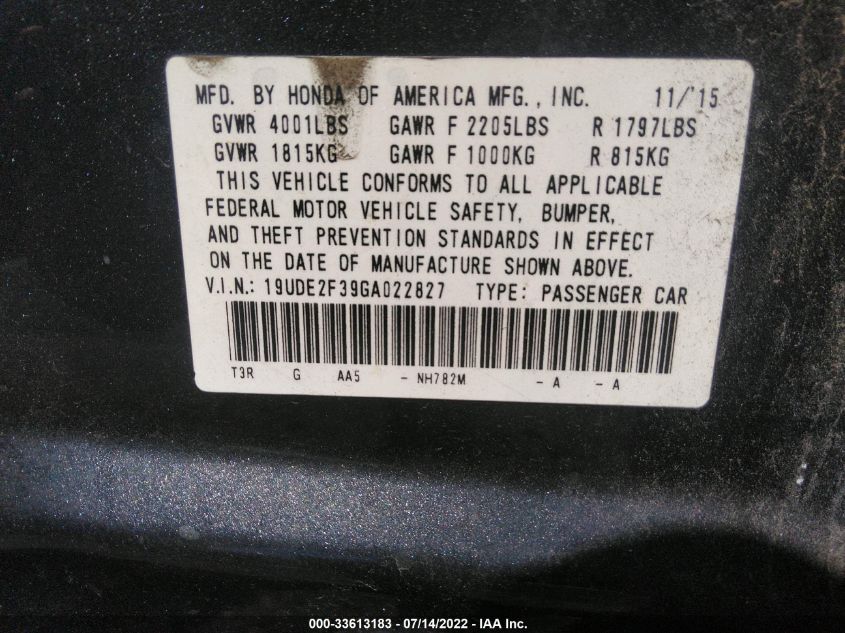 MFD. BY HONDA OF AMERICA MFG., INC. 11/'15
GVWR 4001LBS GAWR F 2205LBS R 1797LBS
GVWR 1815KG GAWR F 1000KG R 815KG
THIS VEHICLE CONFORMS TO ALL APPLICABLE
FEDERAL MOTOR VEHICLE SAFETY, BUMPER,
AND THEFT PREVENTION STANDARDS IN EFFECT
ON THE DATE OF MANUFACTURE SHOWN ABOVE.
V.I.N.: 19UDE2F39GA022827 TYPE: PASSENGER CAR
T3R G AA5 - NH782M - A - A
000-33613183 - 07/14/2022 - IAA Inc.